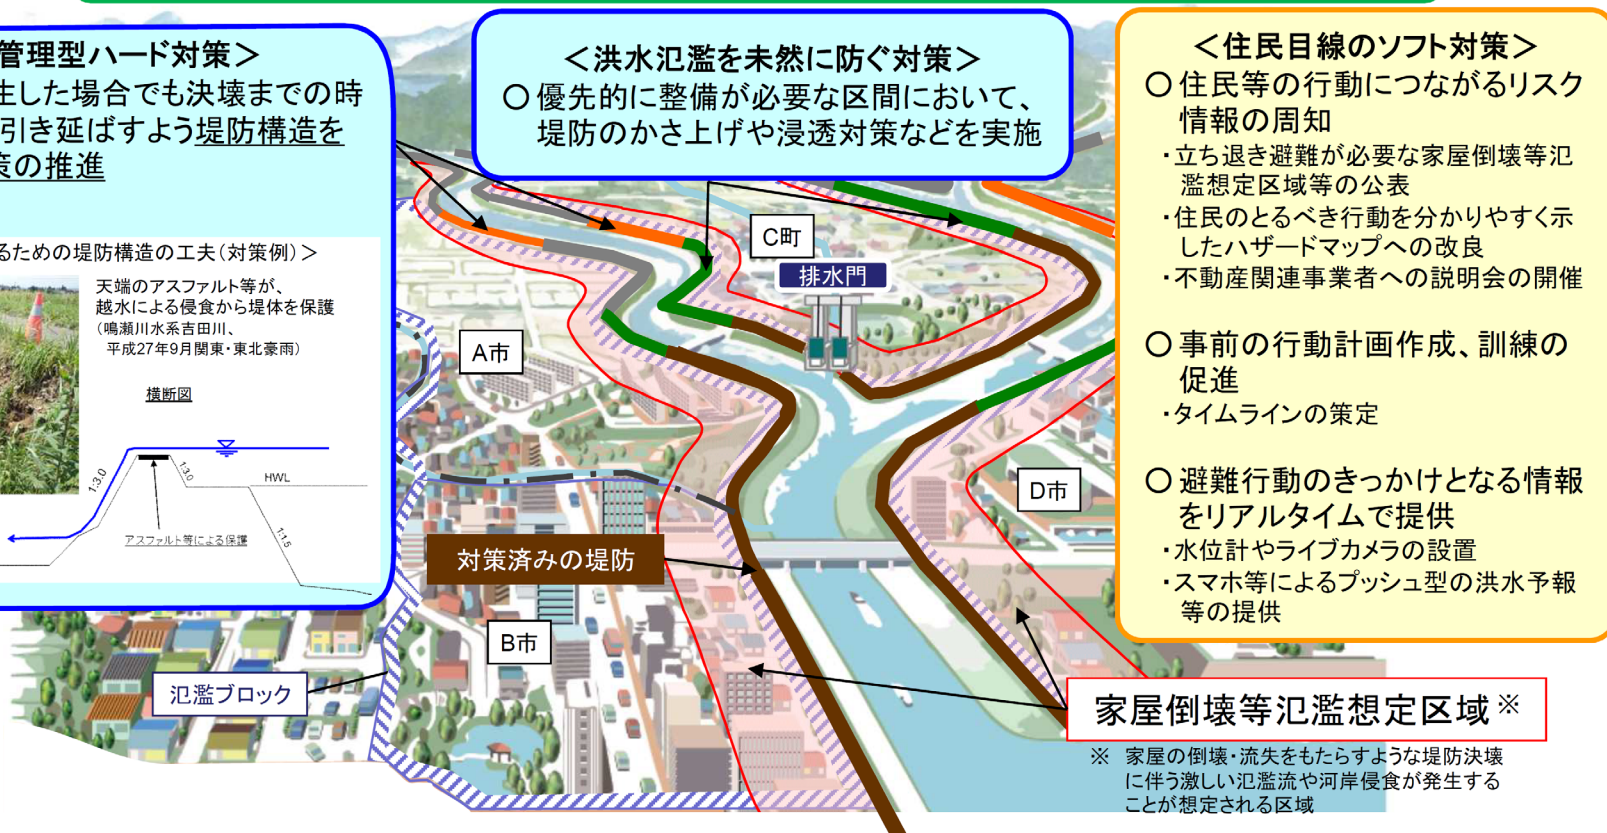 管理型ハード対策＞
生した場合でも決壊までの時
引き延ばすよう堤防構造を
策の推進
るための堤防構造の工夫（対策例）＞
天端のアスファルト等が、
越水による侵食から堤体を保護
（鳴瀬川水系吉田川、
平成27年9月関東・東北豪雨）
横断図
1:3.0
1:3.0
HWL
1:1.5
アスファルト等による保護
＜洪水氾濫を未然に防ぐ対策＞
○優先的に整備が必要な区間において、
堤防のかさ上げや浸透対策などを実施
C町
排水門
A市
D市
対策済みの堤防
B市
氾濫ブロック
＜住民目線のソフト対策＞
○住民等の行動につながるリスク
情報の周知
・立ち退き避難が必要な家屋倒壊等氾
濫想定区域等の公表
・住民のとるべき行動を分かりやすく示
したハザードマップへの改良
・不動産関連事業者への説明会の開催
○事前の行動計画作成、訓練の
促進
・タイムラインの策定
○避難行動のきっかけとなる情報
をリアルタイムで提供
・水位計やライブカメラの設置
・スマホ等によるプッシュ型の洪水予報
等の提供
家屋倒壊等氾濫想定区域※
※ 家屋の倒壊・流失をもたらすような堤防決壊
に伴う激しい氾濫流や河岸侵食が発生する
ことが想定される区域